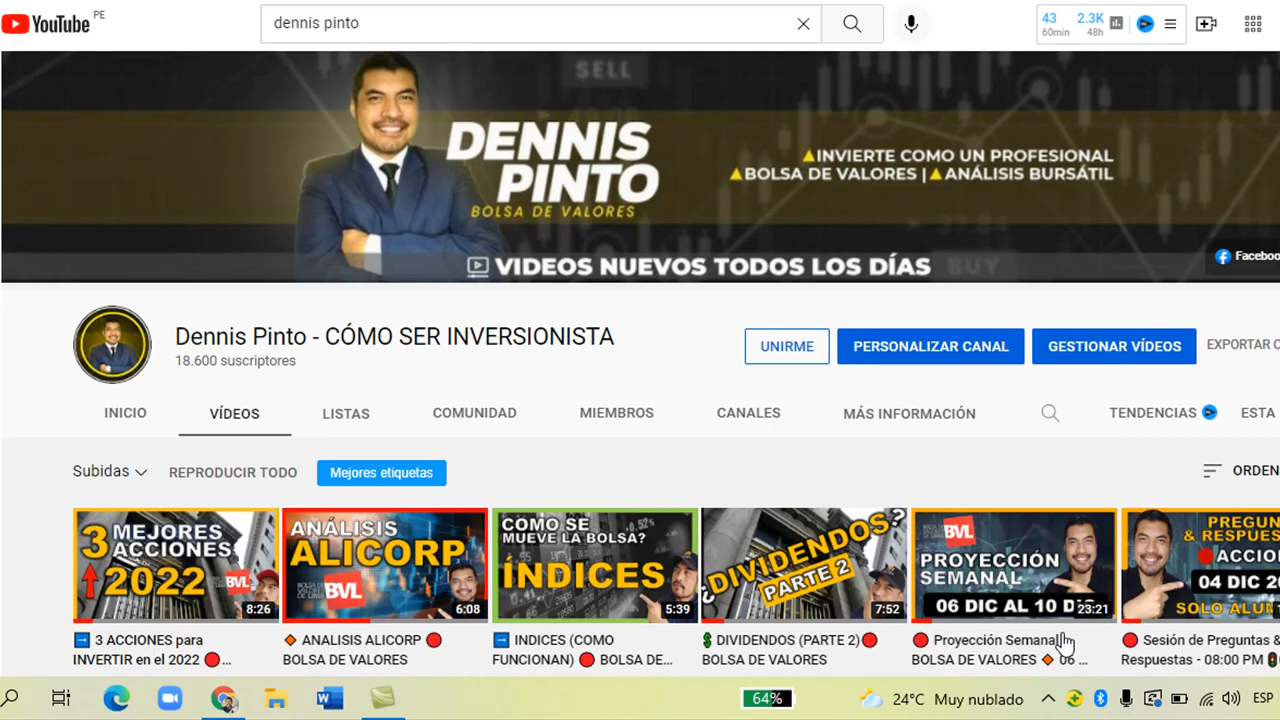 YouTube PE
dennis pinto
43
60min
2.3K
48h
SELL
DENNIS
PINTO
BOLSA DE VALORES
▲INVIERTE COMO UN PROFESIONAL
▲BOLSA DE VALORES | ▲ANÁLISIS BURSÁTIL
VIDEOS NUEVOS TODOS LOS DÍAS
BUY
Faceboo
Dennis Pinto - CÓMO SER INVERSIONISTA
18.600 suscriptores
UNIRME
PERSONALIZAR CANAL
GESTIONAR VÍDEOS
EXPORTAR C
INICIO
VÍDEOS
LISTAS
COMUNIDAD
MIEMBROS
CANALES
MÁS INFORMACIÓN
TENDENCIAS
ESTA
Subidas
REPRODUCIR TODO
Mejores etiquetas
ORDEN
3 MEJORES
ACCIONES
2022
BVL
8:26
3 ACCIONES para
INVERTIR en el 2022 🔴...
ANÁLISIS
ALICORP
BVL
6:08
ANALISIS ALICORP 🔴
BOLSA DE VALORES
CÓMO SE
MUEVE LA BOLSA?
ÍNDICES
5:39
INDICES (COMO
FUNCIONAN) 🔴 BOLSA DE...
¿DIVIDENDOS?
PARTE 2
7:52
DIVIDENDOS (PARTE 2)🔴
BOLSA DE VALORES
BVL
PROYECCIÓN
SEMANAL
06 DIC AL 10 DIC
23:21
🔴 Proyección Semanal
BOLSA DE VALORES 🔶 06 ...
PREGUN
& RESPUES
ACCIO
04 DIC 2
SOLO ALUM
🔴 Sesión de Preguntas &
Respuestas - 08:00 PM
64%
24°C Muy nublado
ESP